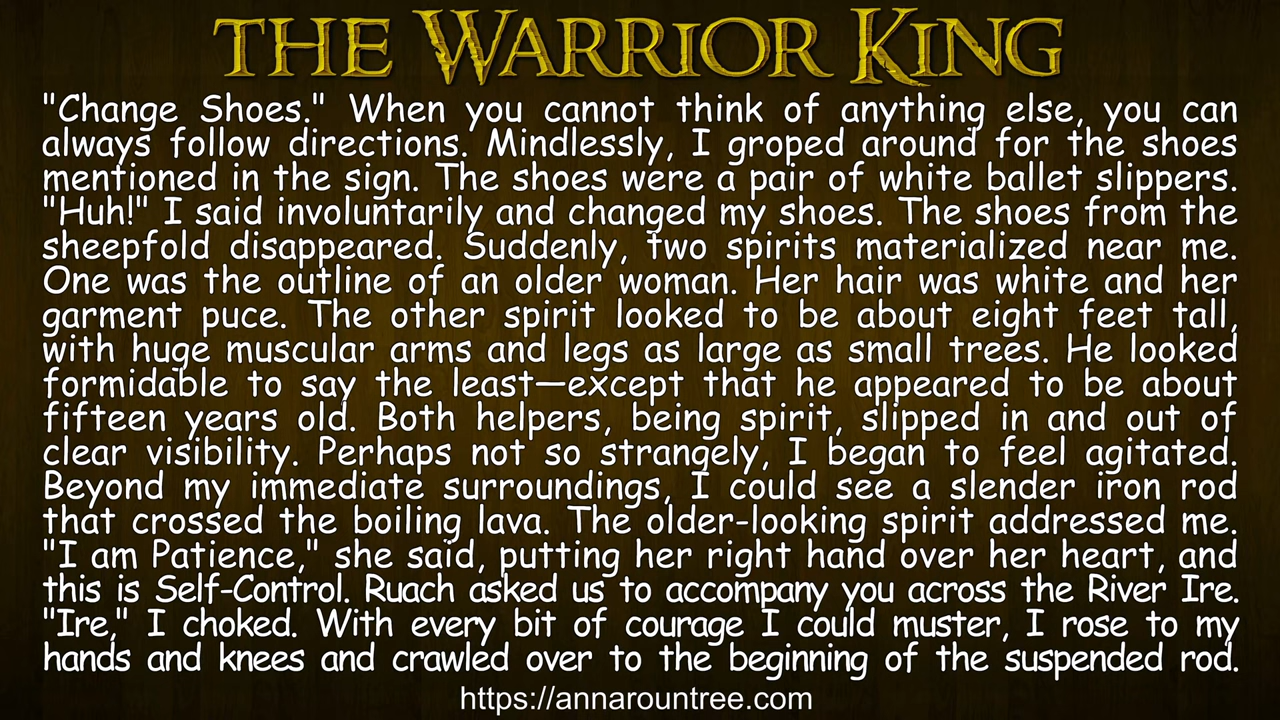 THE WARRIOR KING
"Change Shoes." When you cannot think of anything else, you can
always follow directions. Mindlessly, I groped around for the shoes
mentioned in the sign. The shoes were a pair of white ballet slippers.
"Huh!" I said involuntarily and changed my shoes. The shoes from the
sheepfold disappeared. Suddenly, two spirits materialized near me.
One was the outline of an older woman. Her hair was white and her
garment puce. The other spirit looked to be about eight feet tall,
with huge muscular arms and legs as large as small trees. He looked
formidable to say the least—except that he appeared to be about
fifteen years old. Both helpers, being spirit, slipped in and out of
clear visibility. Perhaps not so strangely, I began to feel agitated.
Beyond my immediate surroundings, I could see a slender iron rod
that crossed the boiling lava. The older-looking spirit addressed me.
"I am Patience," she said, putting her right hand over her heart, and
this is Self-Control. Ruach asked us to accompany you across the River Ire.
"Ire," I choked. With every bit of courage I could muster, I rose to my
hands and knees and crawled over to the beginning of the suspended rod.
https://annarountree.com